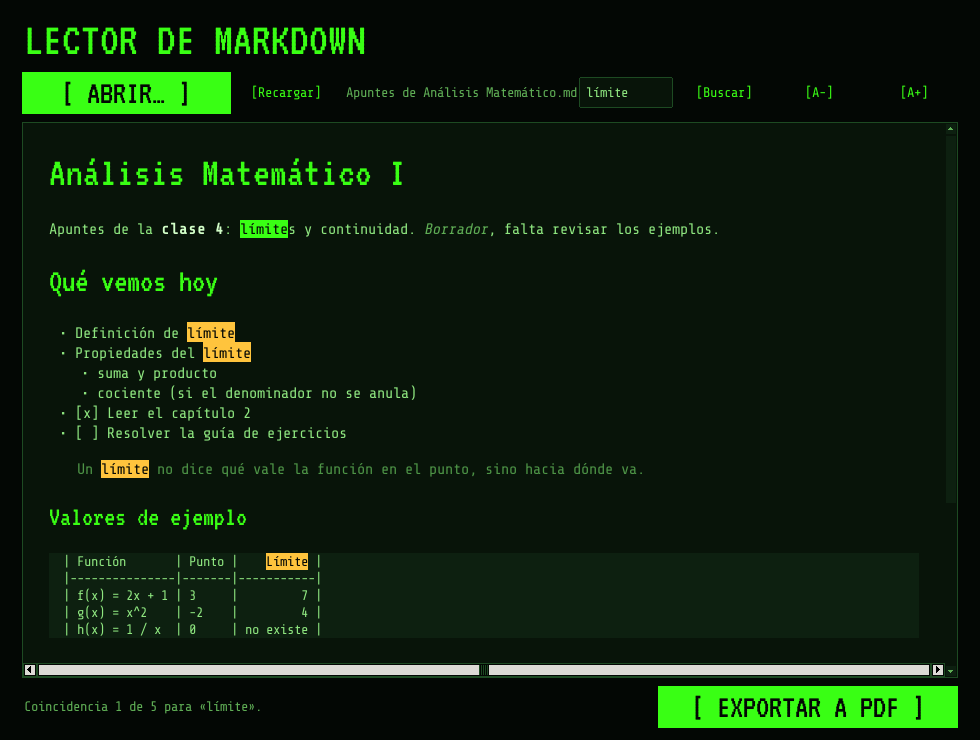 LECTOR DE MARKDOWN
[ ABRIR… ] [Recargar] Apuntes de Análisis Matemático.md límite [Buscar] [A-] [A+]
Análisis Matemático I
Apuntes de la clase 4: límites y continuidad. Borrador, falta revisar los ejemplos.
Qué vemos hoy
· Definición de límite
· Propiedades del límite
· suma y producto
· cociente (si el denominador no se anula)
· [x] Leer el capítulo 2
· [ ] Resolver la guía de ejercicios
Un límite no dice qué vale la función en el punto, sino hacia dónde va.
Valores de ejemplo
| Función       | Punto |    Límite |
|---------------|-------|-----------|
| f(x) = 2x + 1 | 3     |         7 |
| g(x) = x^2    | -2    |         4 |
| h(x) = 1 / x  | 0     | no existe |
Coincidencia 1 de 5 para «límite».
[ EXPORTAR A PDF ]